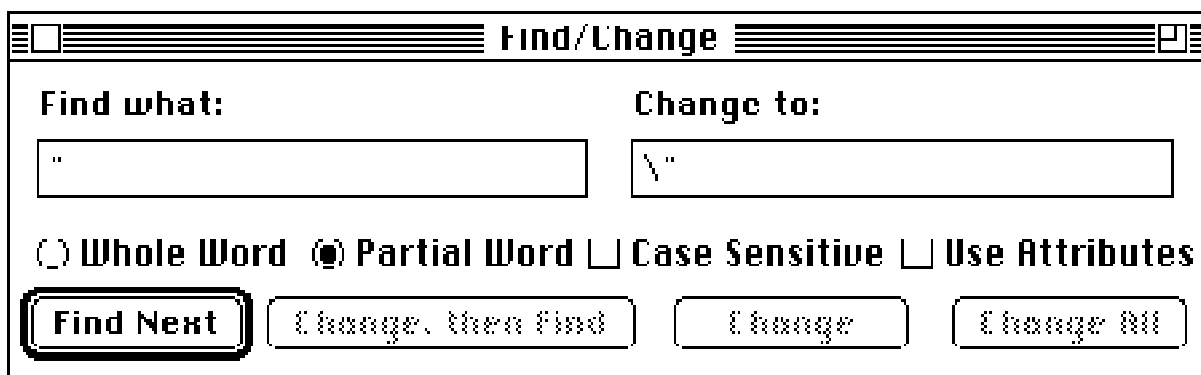 Find/Change
Find what: Change to:
" \"
Whole Word Partial Word Case Sensitive Use Attributes
Find Next Change, then Find Change Change All